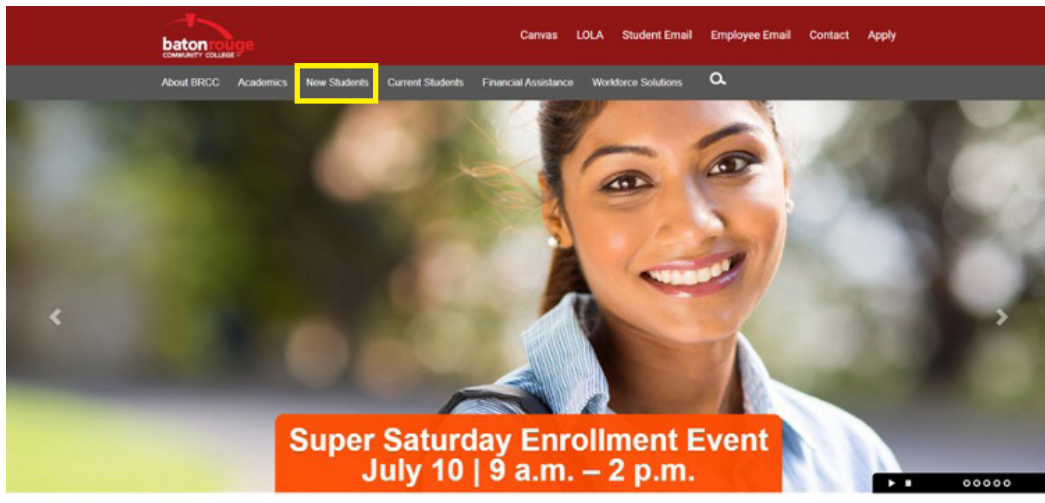 baton rouge
COMMUNITY COLLEGE
Canvas LOLA Student Email Employee Email Contact Apply
About BRCC Academics New Students Current Students Financial Assistance Workforce Solutions
Super Saturday Enrollment Event
July 10 | 9 a.m. – 2 p.m.